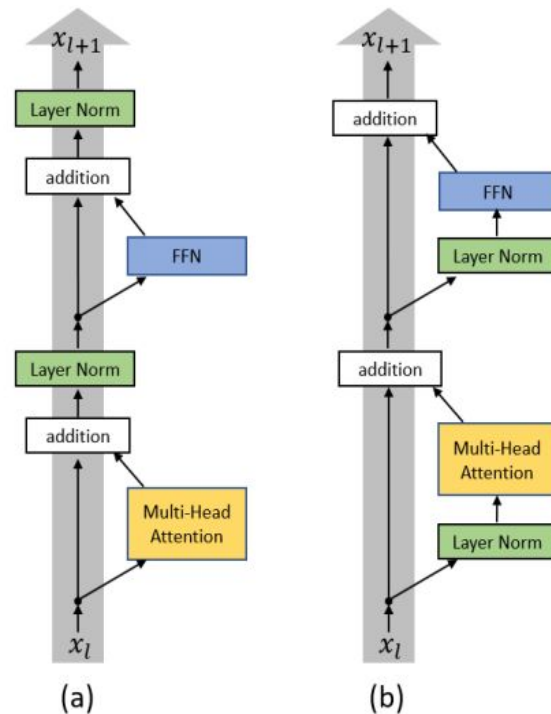 x_{l+1}
Layer Norm
addition
FFN
Layer Norm
addition
Multi-Head
Attention
x_l
(a)
x_{l+1}
addition
FFN
Layer Norm
addition
Multi-Head
Attention
Layer Norm
x_l
(b)